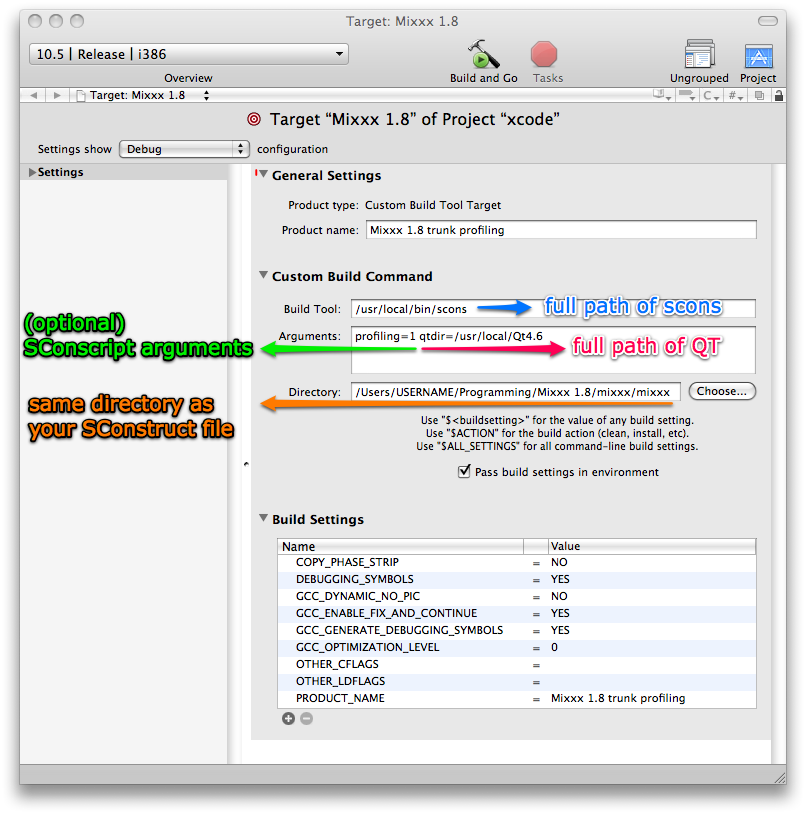 Target: Mixxx 1.8
10.5 | Release | i386
Overview
Build and Go
Tasks
Ungrouped
Project
Target: Mixxx 1.8
C
#
Target “Mixxx 1.8” of Project “xcode”
Settings show
Debug
configuration
Settings
General Settings
Product type: Custom Build Tool Target
Product name: Mixxx 1.8 trunk profiling
Custom Build Command
Build Tool: /usr/local/bin/scons
full path of scons
(optional)
SConscript arguments
Arguments: profiling=1 qtdir=/usr/local/Qt4.6
full path of QT
same directory as
your SConstruct file
Directory: /Users/USERNAME/Programming/Mixxx 1.8/mixxx/mixxx
Choose...
Use "$<buildsetting>" for the value of any build setting.
Use "$ACTION" for the build action (clean, install, etc).
Use "$ALL_SETTINGS" for all command-line build settings.
Pass build settings in environment
Build Settings
Name Value
COPY_PHASE_STRIP = NO
DEBUGGING_SYMBOLS = YES
GCC_DYNAMIC_NO_PIC = NO
GCC_ENABLE_FIX_AND_CONTINUE = YES
GCC_GENERATE_DEBUGGING_SYMBOLS = YES
GCC_OPTIMIZATION_LEVEL = 0
OTHER_CFLAGS =
OTHER_LDFLAGS =
PRODUCT_NAME = Mixxx 1.8 trunk profiling